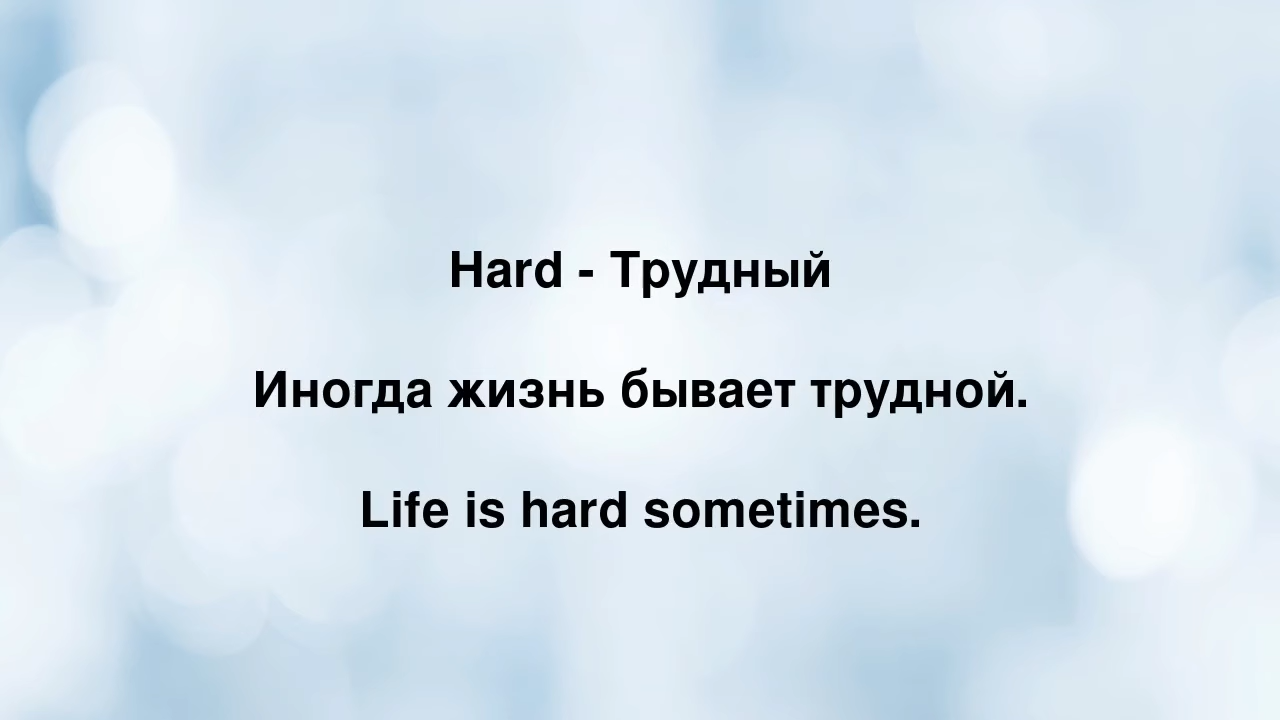 Hard - Трудный
Иногда жизнь бывает трудной.
Life is hard sometimes.